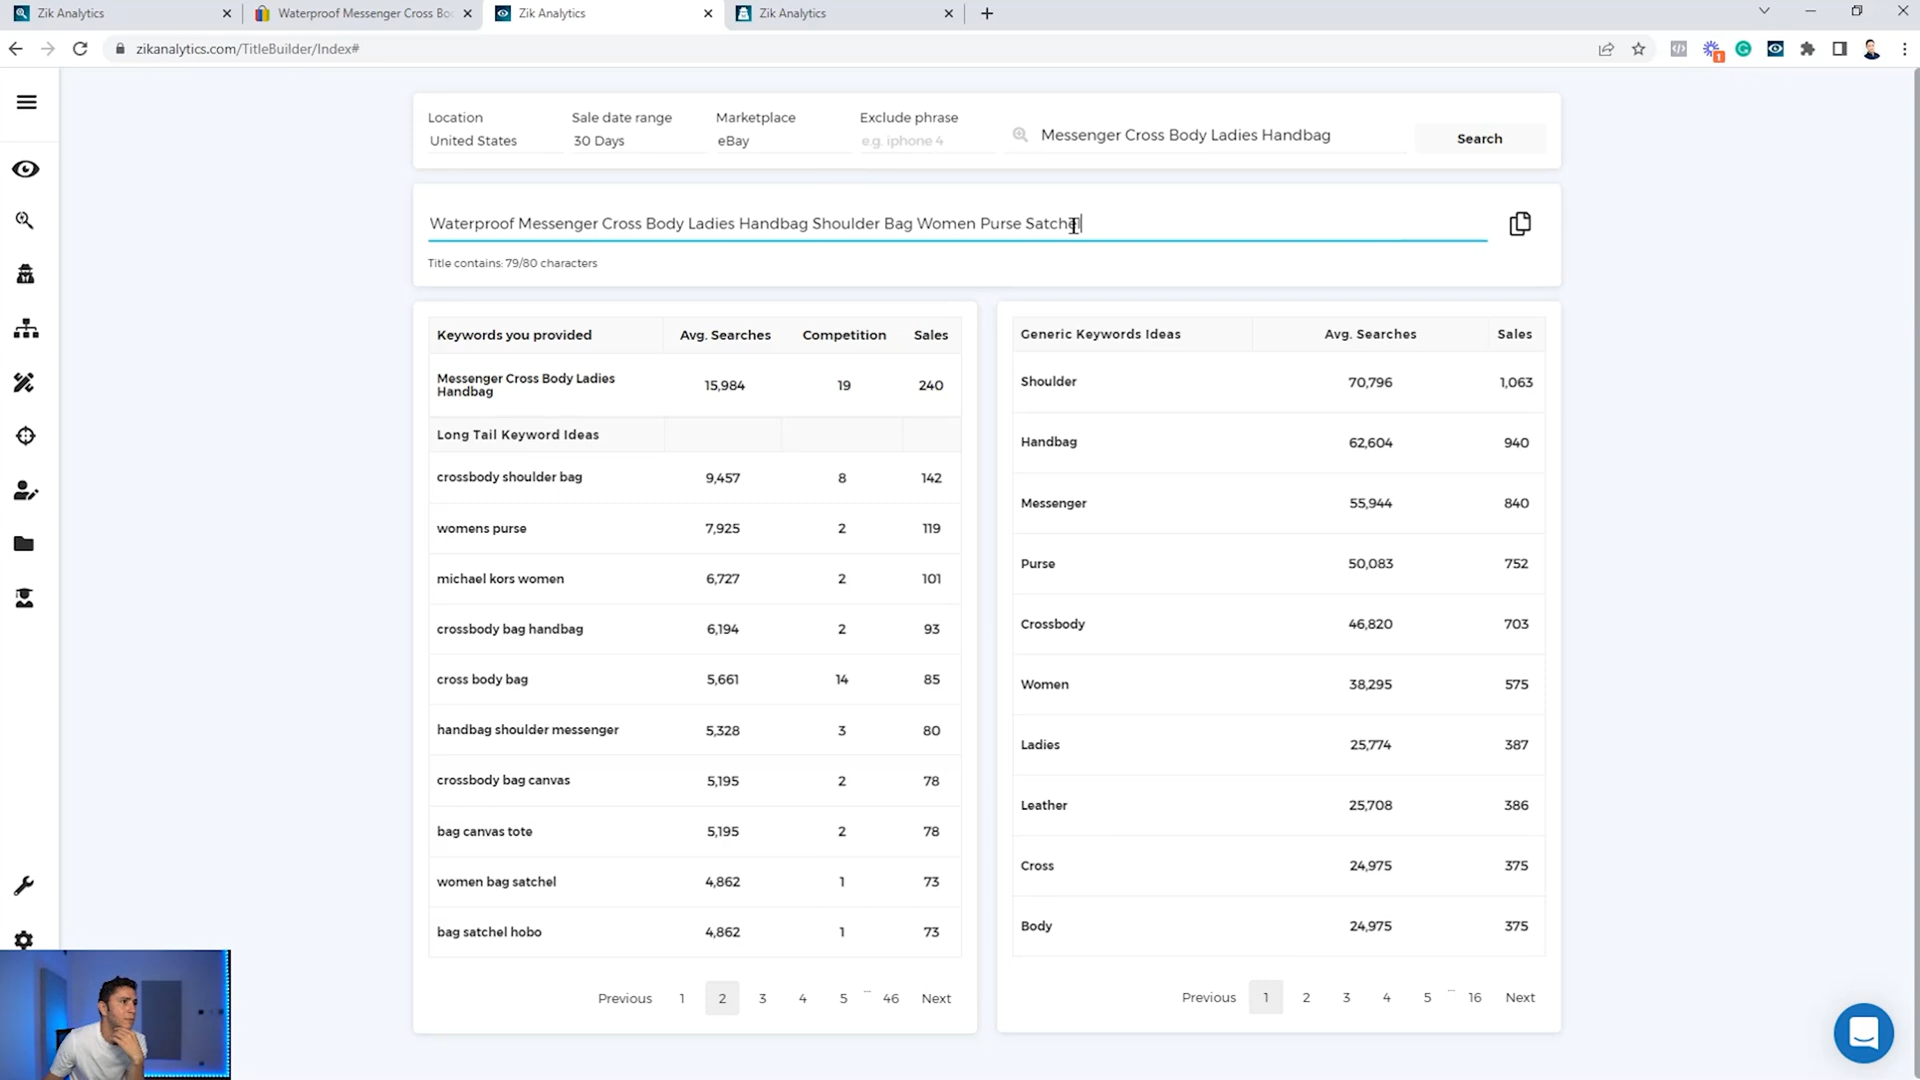 Zik Analytics
Waterproof Messenger Cross Bo
Zik Analytics
Zik Analytics
zikanalytics.com/TitleBuilder/Index#
1
Location
Sale date range
Marketplace
Exclude phrase
United States
30 Days
eBay
e.g. iphone 4
Messenger Cross Body Ladies Handbag
Search
Waterproof Messenger Cross Body Ladies Handbag Shoulder Bag Women Purse Satchel
Title contains: 79/80 characters
Keywords you provided Avg. Searches Competition Sales
Messenger Cross Body Ladies
Handbag
15,984 19 240
Long Tail Keyword Ideas
crossbody shoulder bag 9,457 8 142
womens purse 7,925 2 119
michael kors women 6,727 2 101
crossbody bag handbag 6,194 2 93
cross body bag 5,661 14 85
handbag shoulder messenger 5,328 3 80
crossbody bag canvas 5,195 2 78
bag canvas tote 5,195 2 78
women bag satchel 4,862 1 73
bag satchel hobo 4,862 1 73
Previous 1 2 3 4 5 ... 46 Next
Generic Keywords Ideas Avg. Searches Sales
Shoulder 70,796 1,063
Handbag 62,604 940
Messenger 55,944 840
Purse 50,083 752
Crossbody 46,820 703
Women 38,295 575
Ladies 25,774 387
Leather 25,708 386
Cross 24,975 375
Body 24,975 375
Previous 1 2 3 4 5 ... 16 Next